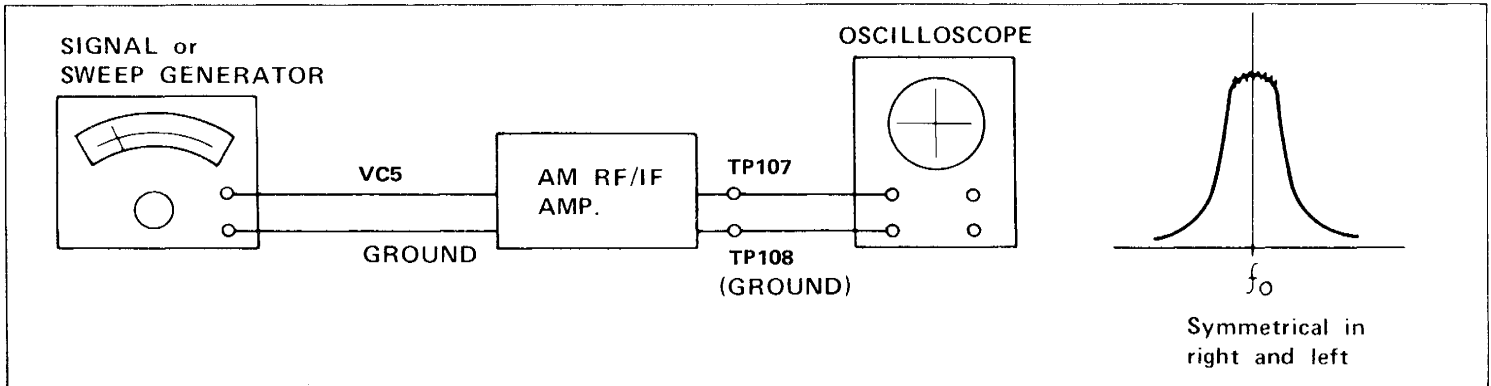 SIGNAL or
SWEEP GENERATOR
VC5
GROUND
AM RF/IF
AMP.
TP107
TP108
(GROUND)
OSCILLOSCOPE
fo
Symmetrical in
right and left